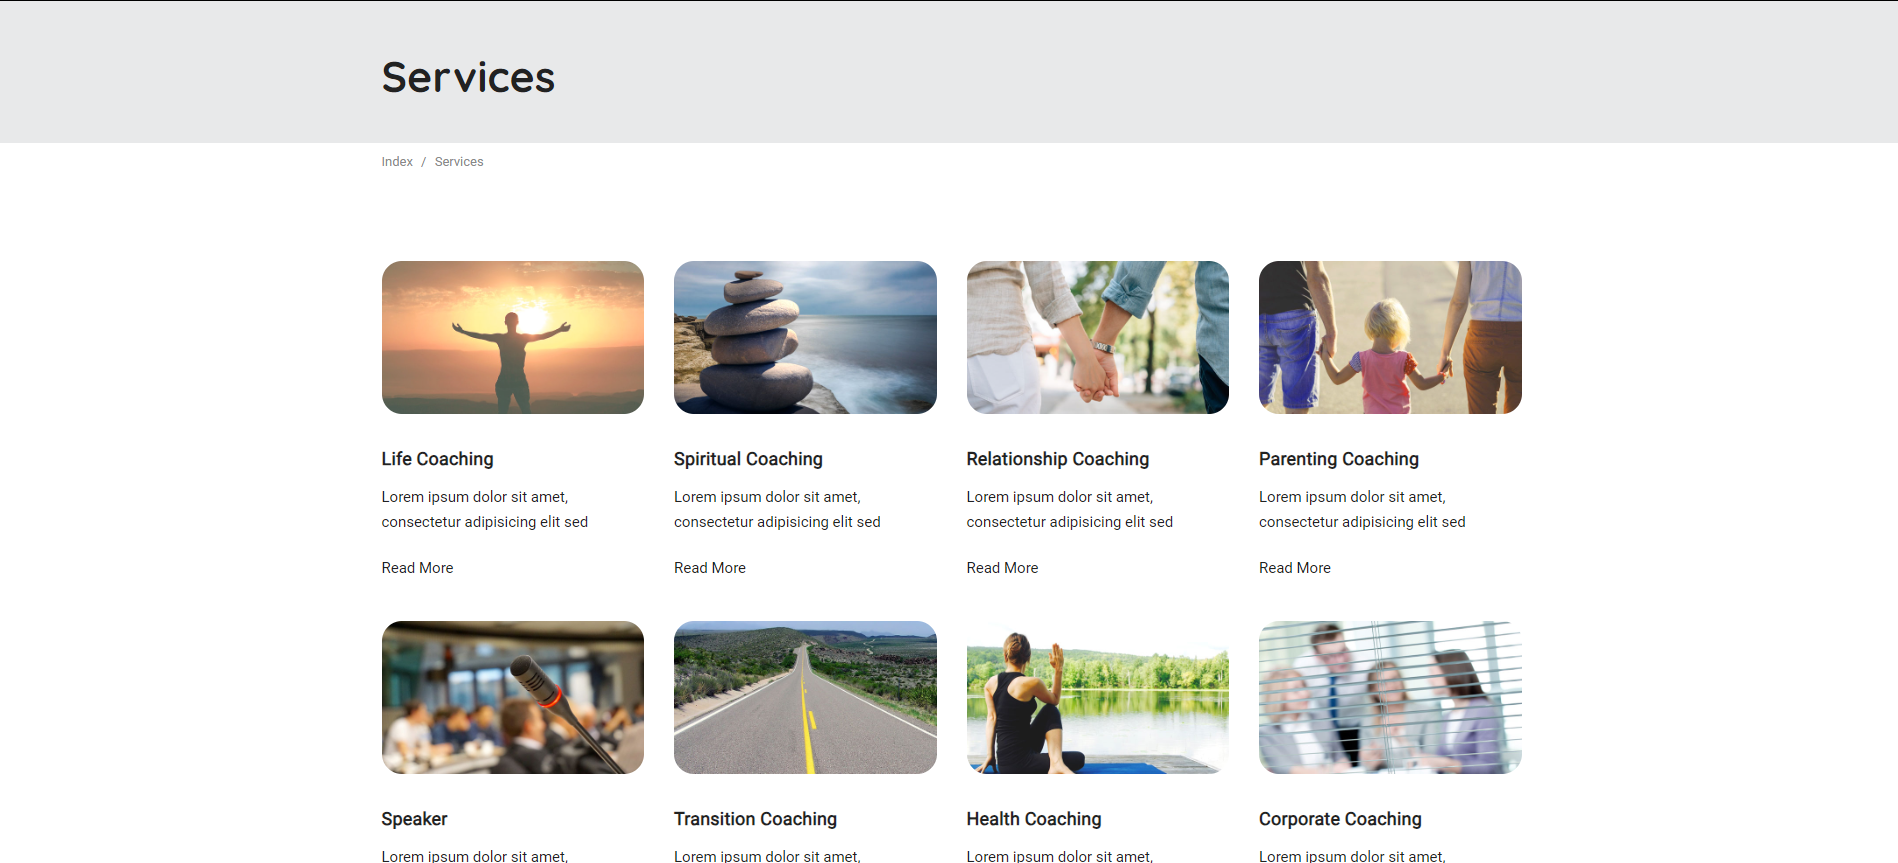 Services
Index / Services
Life Coaching
Lorem ipsum dolor sit amet,
consectetur adipisicing elit sed
Read More
Spiritual Coaching
Lorem ipsum dolor sit amet,
consectetur adipisicing elit sed
Read More
Relationship Coaching
Lorem ipsum dolor sit amet,
consectetur adipisicing elit sed
Read More
Parenting Coaching
Lorem ipsum dolor sit amet,
consectetur adipisicing elit sed
Read More
Speaker
Lorem ipsum dolor sit amet,
Transition Coaching
Lorem ipsum dolor sit amet,
Health Coaching
Lorem ipsum dolor sit amet,
Corporate Coaching
Lorem ipsum dolor sit amet,